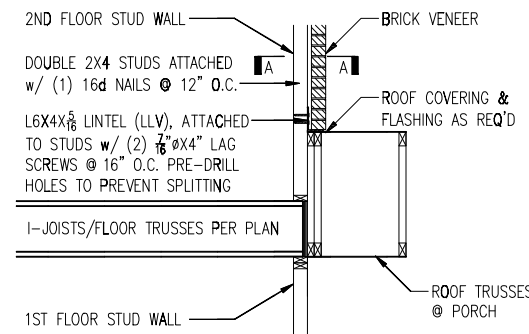 2ND FLOOR STUD WALL
BRICK VENEER
DOUBLE 2X4 STUDS ATTACHED
w/ (1) 16d NAILS @ 12" O.C.
A
A
ROOF COVERING &
FLASHING AS REQ'D
L6X4X5/16 LINTEL (LLV), ATTACHED
TO STUDS w/ (2) 7/16"øX4" LAG
SCREWS @ 16" O.C. PRE-DRILL
HOLES TO PREVENT SPLITTING
I-JOISTS/FLOOR TRUSSES PER PLAN
ROOF TRUSSES
@ PORCH
1ST FLOOR STUD WALL